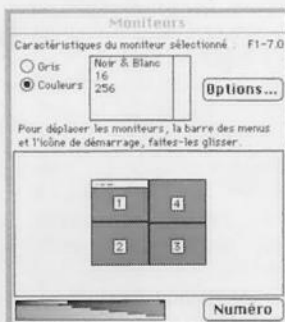 Moniteurs
Caractéristiques du moniteur sélectionné : F1-7.0
Gris
Couleurs
Noir & Blanc
16
256
Options...
Pour déplacer les moniteurs, la barre des menus
et l'icône de démarrage, faites-les glisser.
1 4
2 3
Numéro